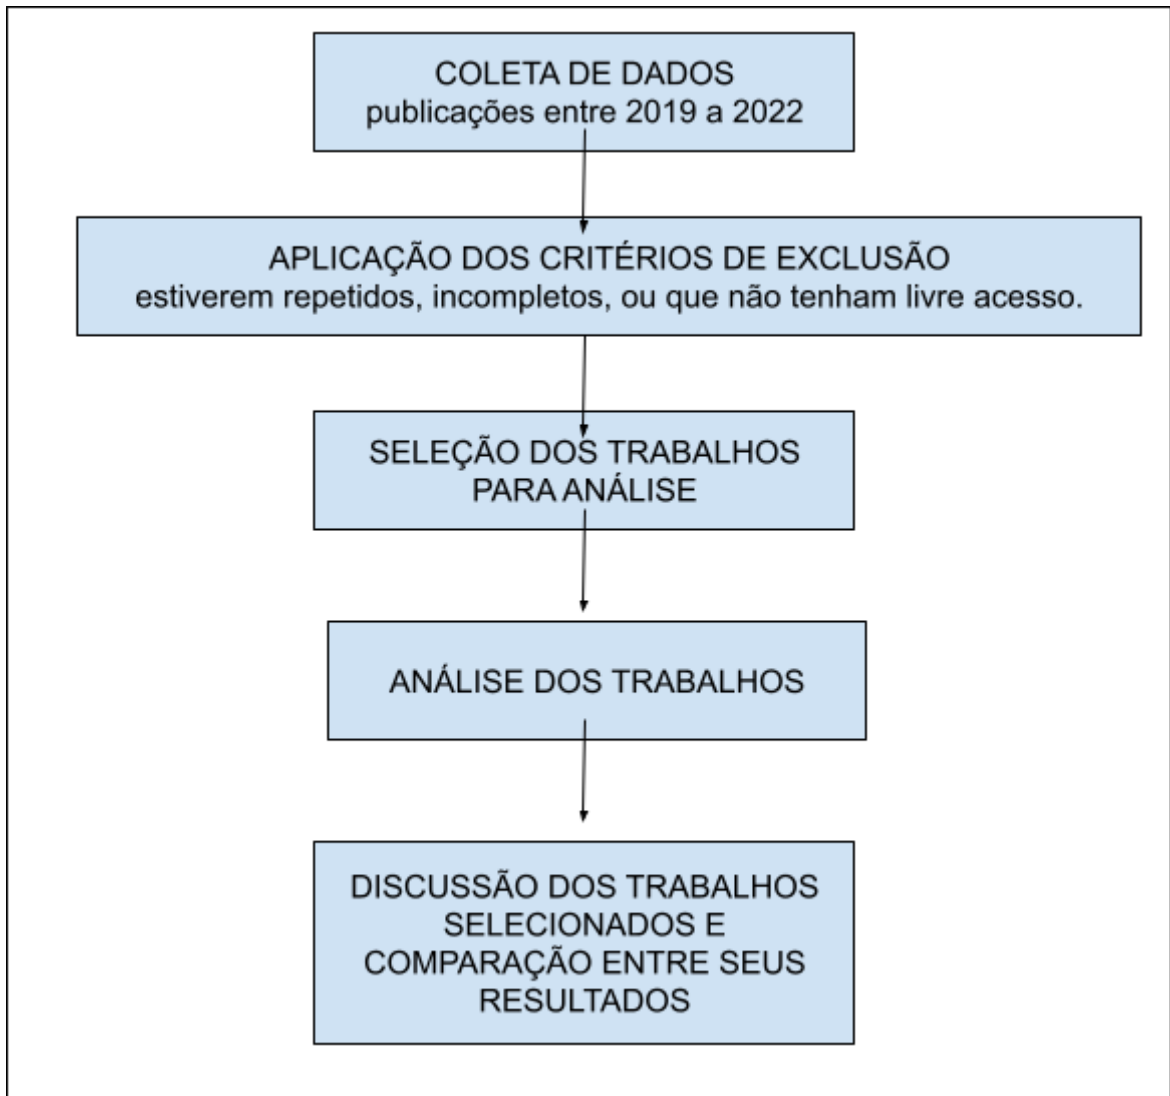 COLETA DE DADOS
publicações entre 2019 a 2022
APLICAÇÃO DOS CRITÉRIOS DE EXCLUSÃO
estiverem repetidos, incompletos, ou que não tenham livre acesso.
SELEÇÃO DOS TRABALHOS
PARA ANÁLISE
ANÁLISE DOS TRABALHOS
DISCUSSÃO DOS TRABALHOS
SELECIONADOS E
COMPARAÇÃO ENTRE SEUS
RESULTADOS